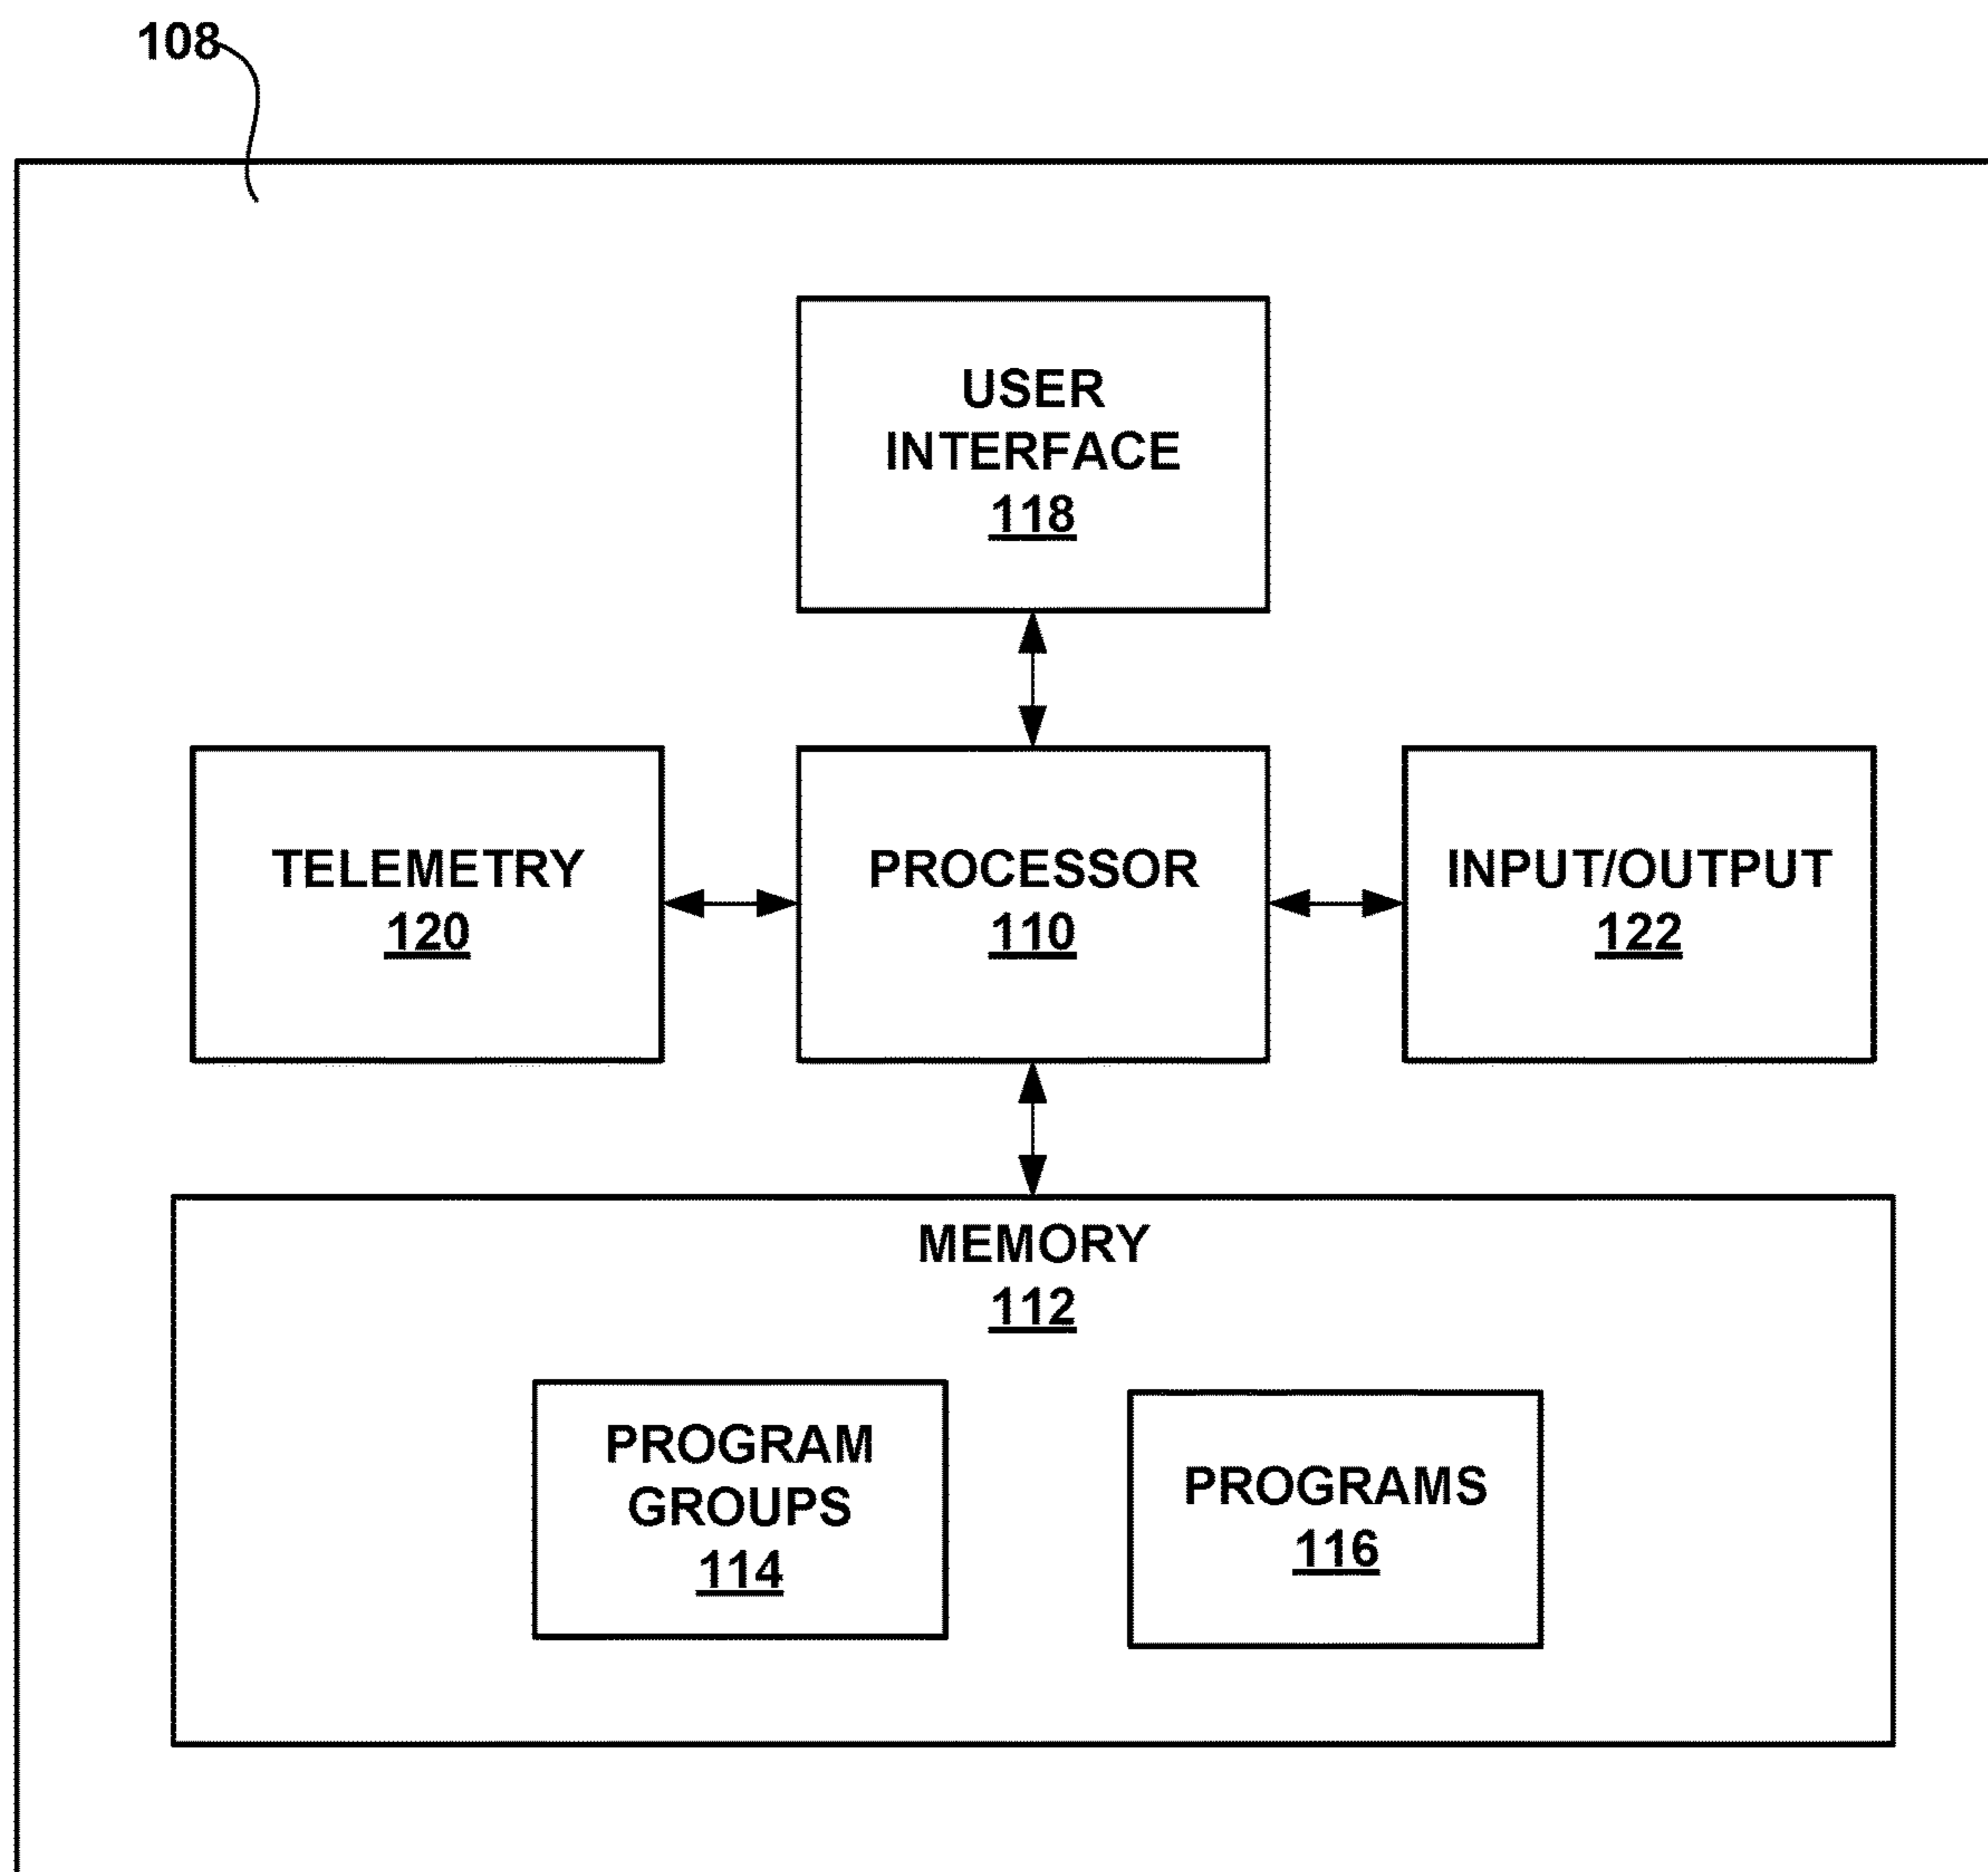 108
USER
INTERFACE
118
TELEMETRY
120
PROCESSOR
110
INPUT/OUTPUT
122
MEMORY
112
PROGRAM
GROUPS
114
PROGRAMS
116